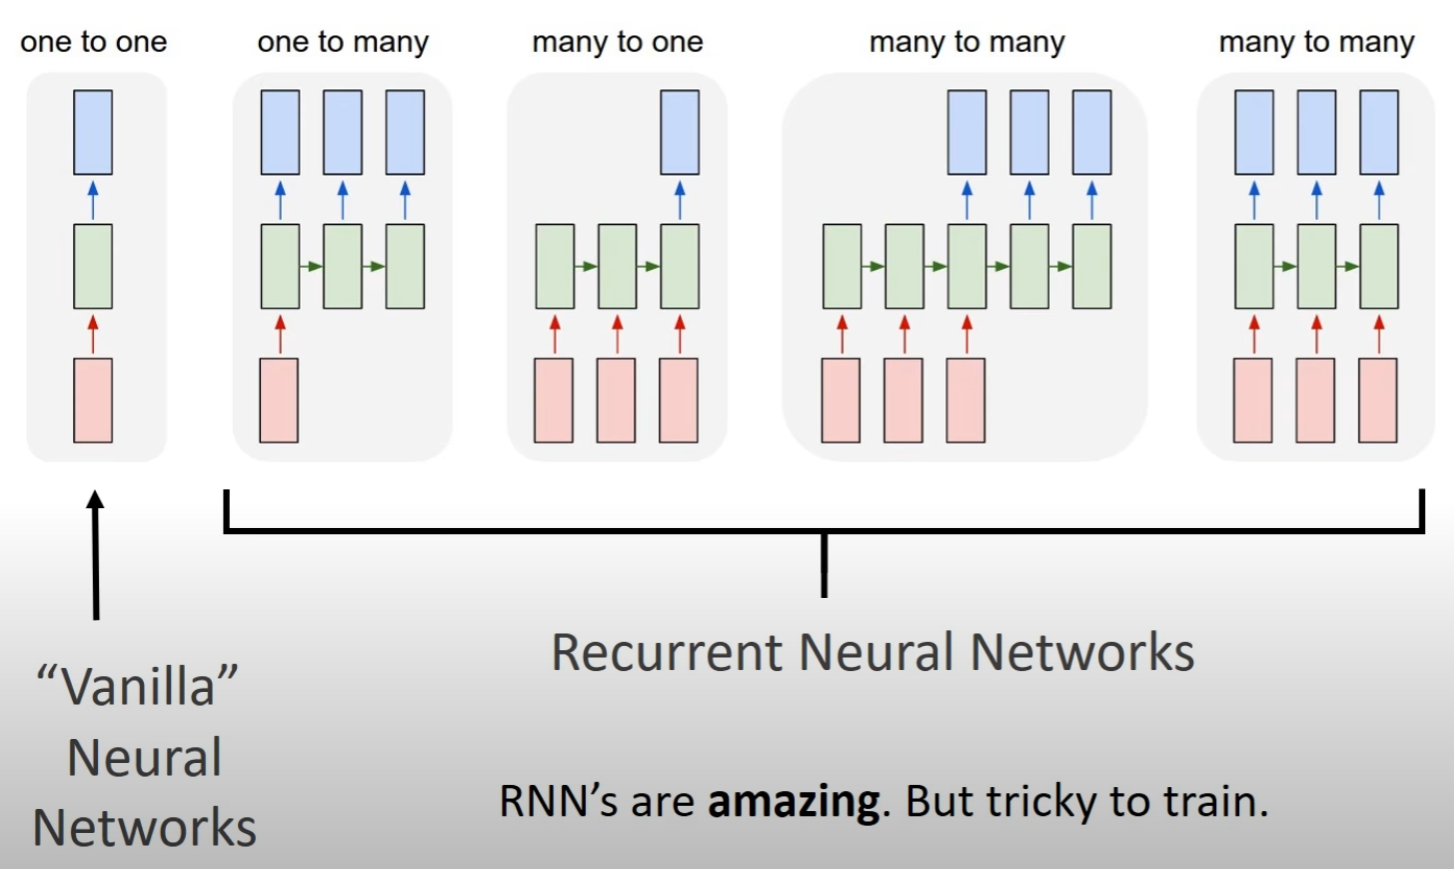 one to one
one to many
many to one
many to many
many to many
“Vanilla”
Neural
Networks
Recurrent Neural Networks
RNN’s are amazing. But tricky to train.